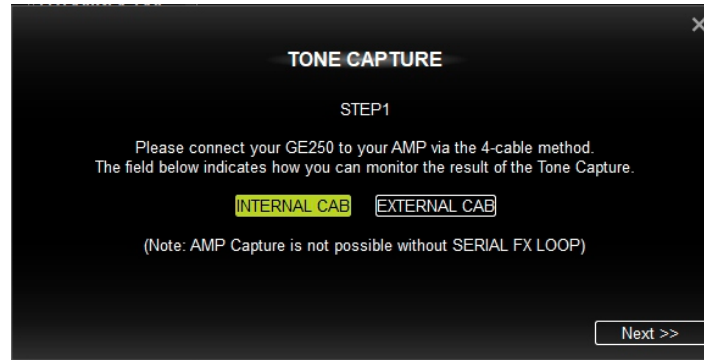 TONE CAPTURE
STEP1
Please connect your GE250 to your AMP via the 4-cable method.
The field below indicates how you can monitor the result of the Tone Capture.
INTERNAL CAB EXTERNAL CAB
(Note: AMP Capture is not possible without SERIAL FX LOOP)
Next >>